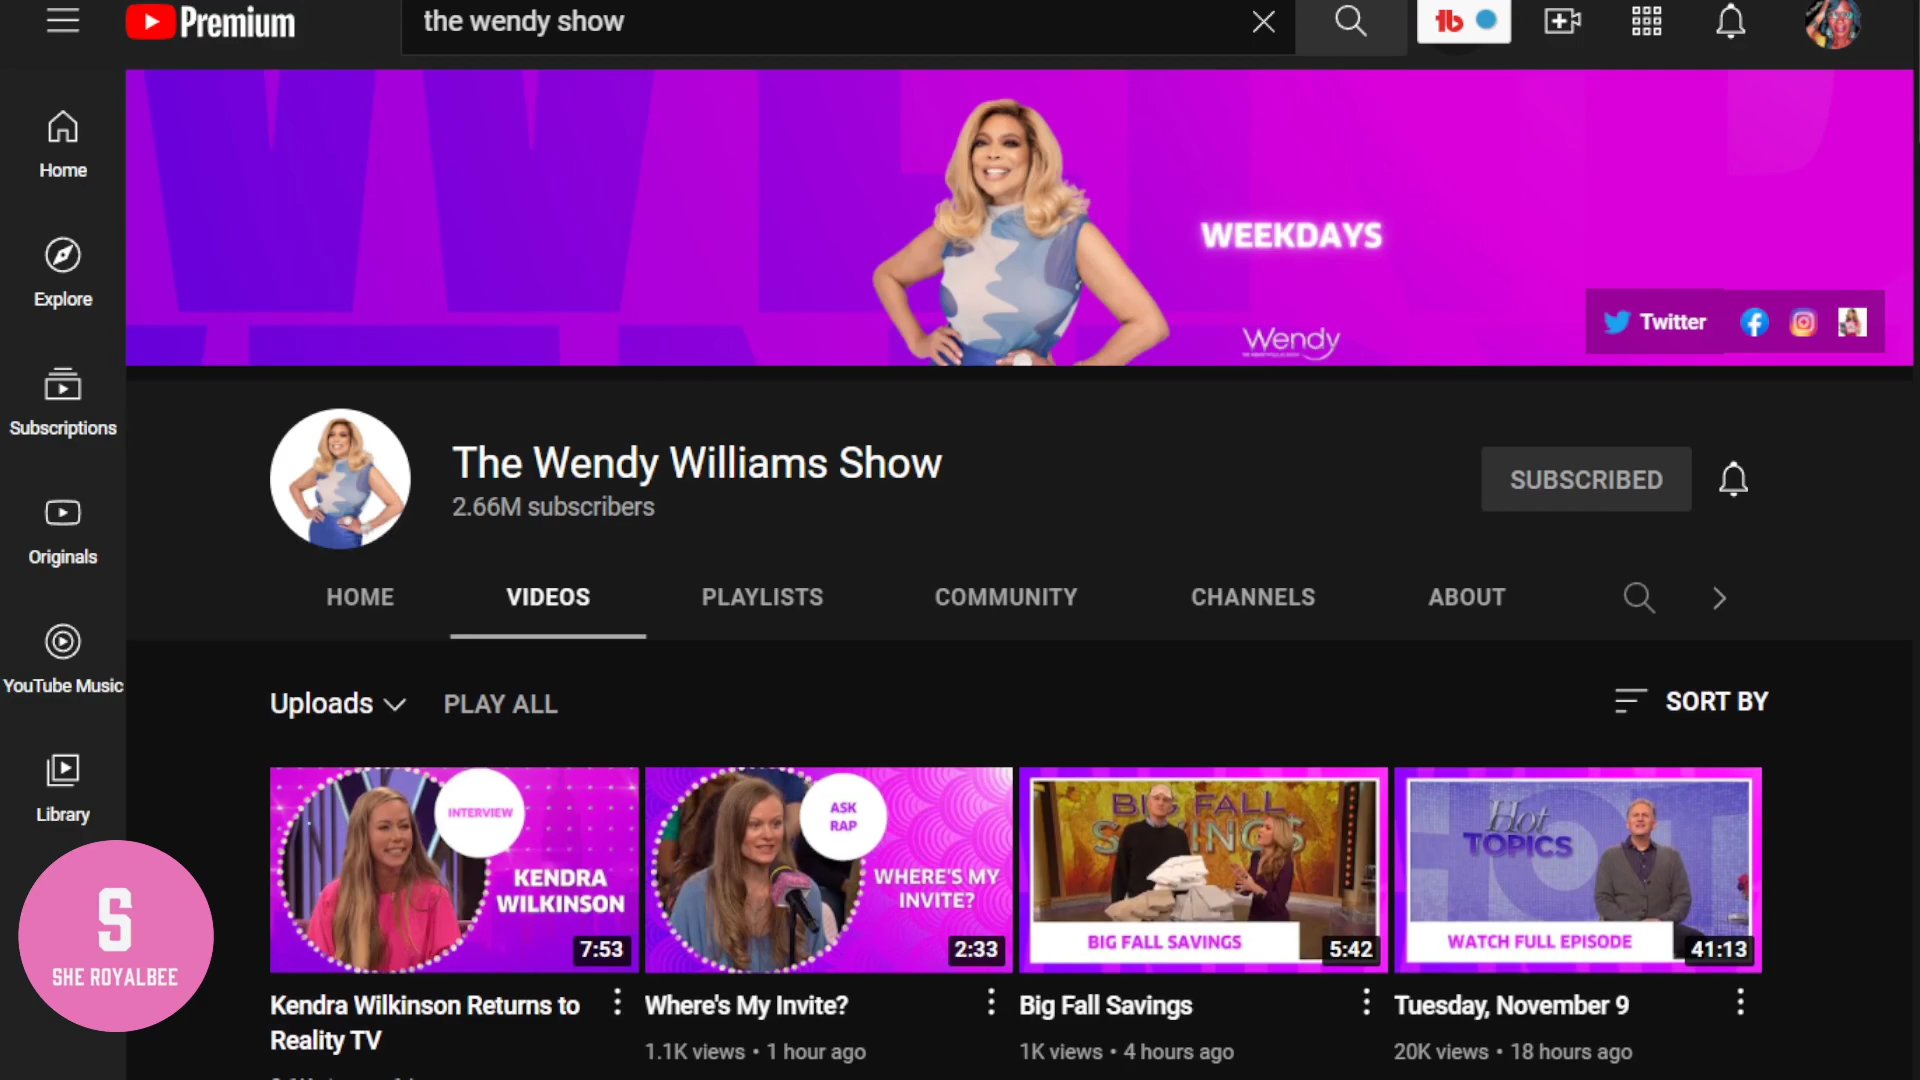 Premium
the wendy show
tb
Home
Explore
Subscriptions
Originals
YouTube Music
Library
WEEKDAYS
Wendy
Twitter
The Wendy Williams Show
2.66M subscribers
SUBSCRIBED
HOME
VIDEOS
PLAYLISTS
COMMUNITY
CHANNELS
ABOUT
Uploads
PLAY ALL
SORT BY
INTERVIEW
KENDRA
WILKINSON
7:53
ASK
RAP
WHERE'S MY
INVITE?
2:33
BIG FALL
SAVINGS
BIG FALL SAVINGS
5:42
Hot
TOPICS
WATCH FULL EPISODE
41:13
Kendra Wilkinson Returns to
Reality TV
Where's My Invite?
1.1K views • 1 hour ago
Big Fall Savings
1K views • 4 hours ago
Tuesday, November 9
20K views • 18 hours ago
S
SHE ROYALBEE